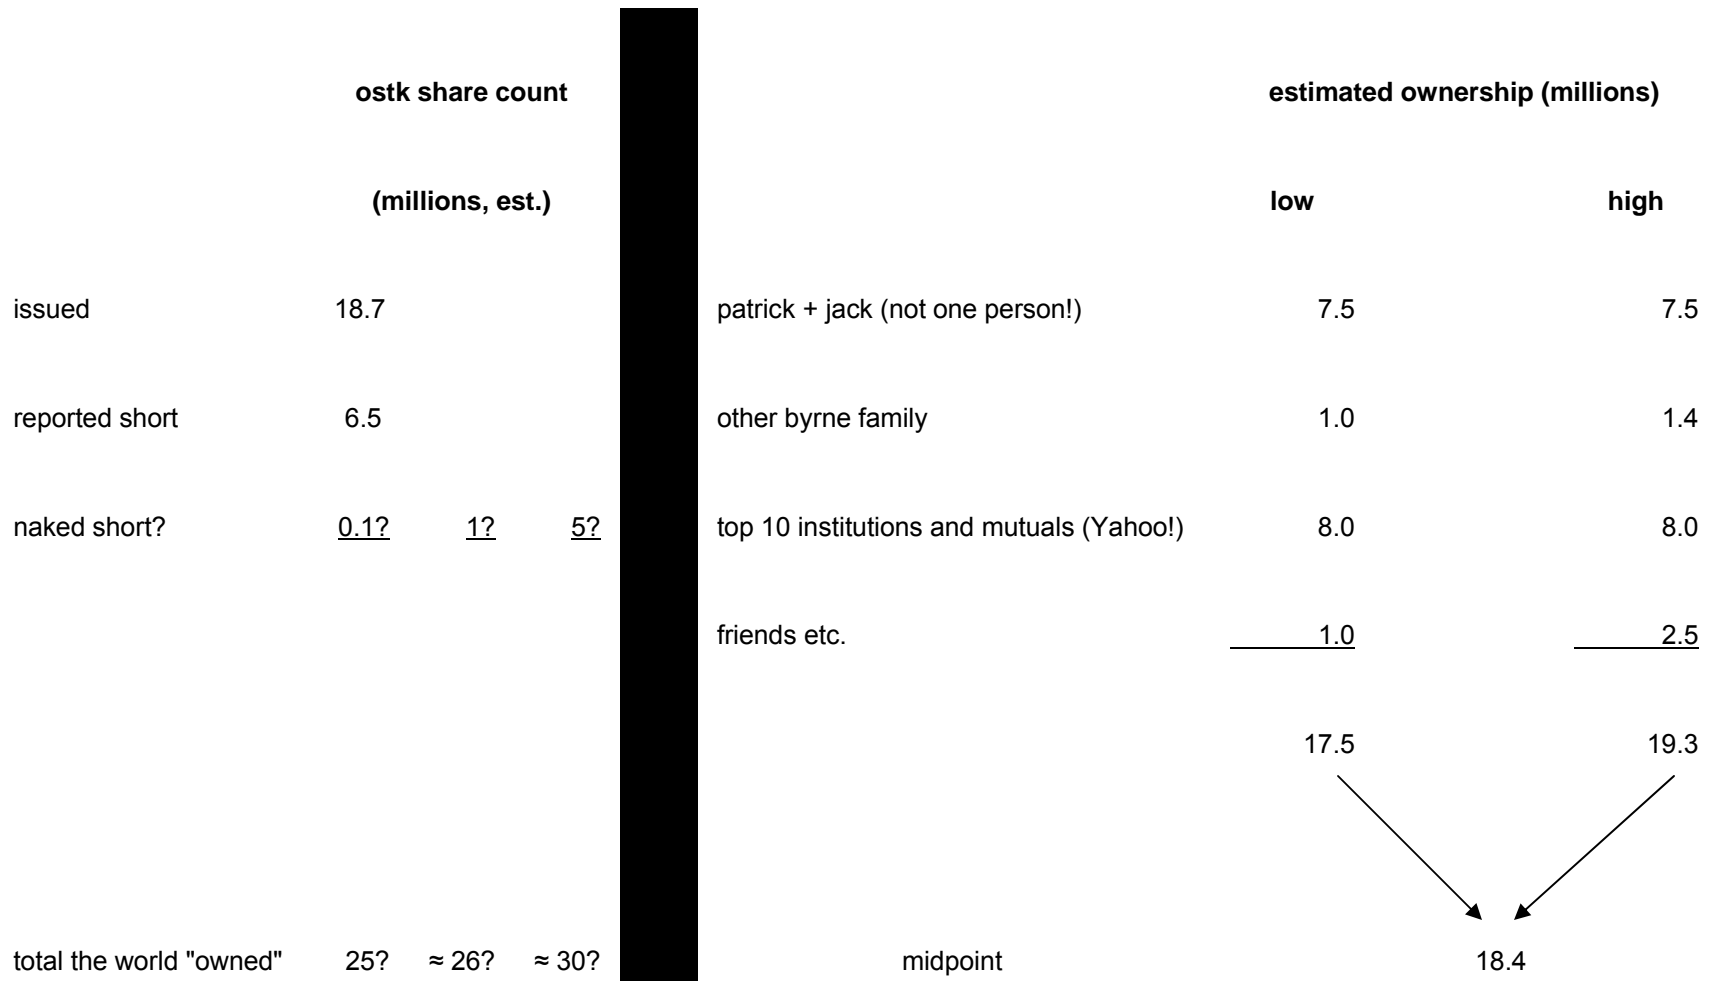 ostk share count
(millions, est.)
issued 18.7
reported short 6.5
naked short? 0.1? 1? 5?
total the world "owned" 25? ≈ 26? ≈ 30?
estimated ownership (millions)
low high
patrick + jack (not one person!) 7.5 7.5
other byrne family 1.0 1.4
top 10 institutions and mutuals (Yahoo!) 8.0 8.0
friends etc. 1.0 2.5
17.5 19.3
midpoint 18.4